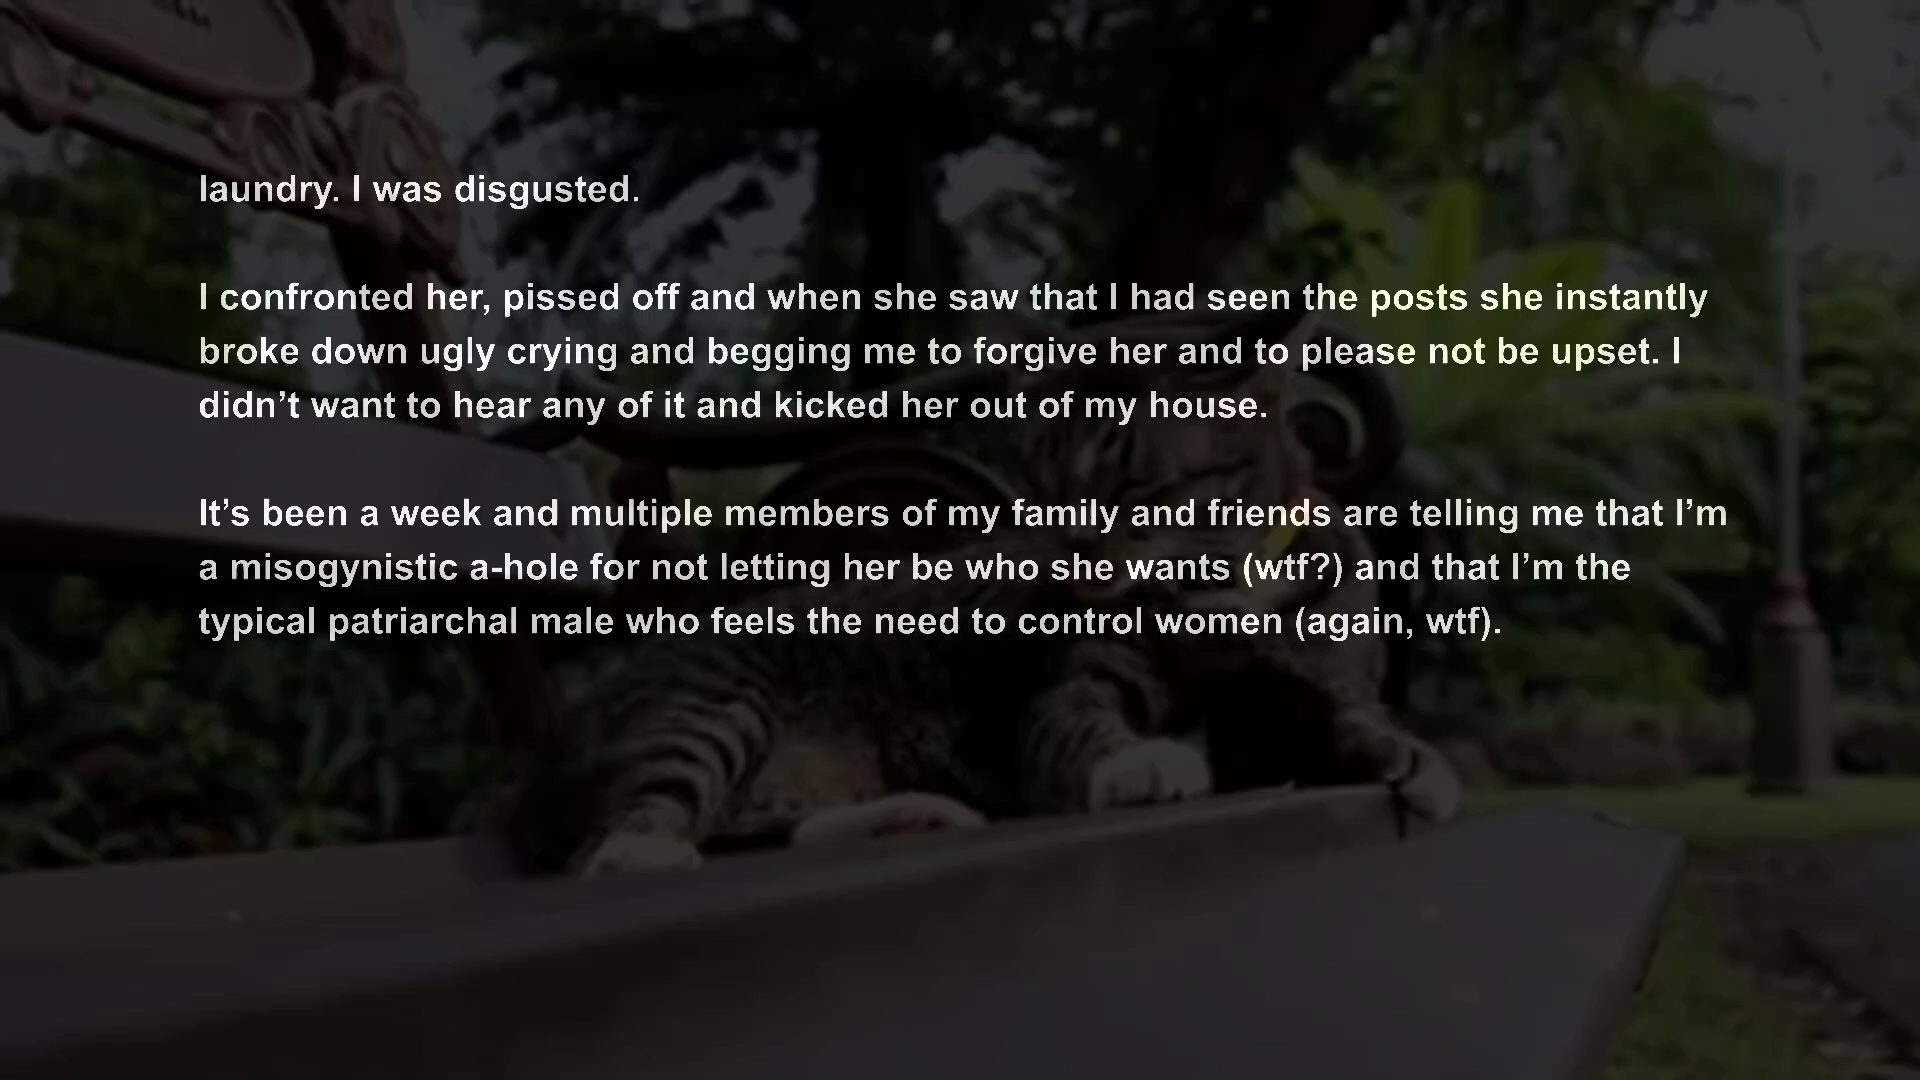 laundry. I was disgusted.
I confronted her, pissed off and when she saw that I had seen the posts she instantly
broke down ugly crying and begging me to forgive her and to please not be upset. I
didn’t want to hear any of it and kicked her out of my house.
It’s been a week and multiple members of my family and friends are telling me that I’m
a misogynistic a-hole for not letting her be who she wants (wtf?) and that I’m the
typical patriarchal male who feels the need to control women (again, wtf).